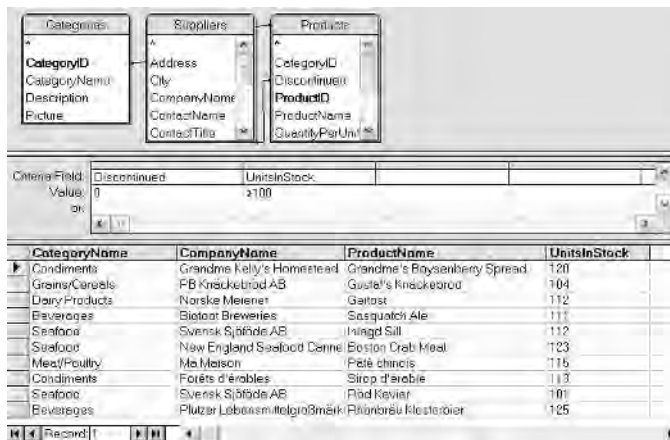 Categories Suppliers Products
* * *
CategoryID Address CategoryID
CategoryName City Discontinued
Description CompanyName ProductID
Picture ContactName ProductName
ContactTitle QuantityPerUnit
Criteria Field: Discontinued UnitsInStock
Value: 0 >100
or:
CategoryName CompanyName ProductName UnitsInStock
Condiments Grandma Kelly's Homestead Grandma's Boysenberry Spread 120
Grains/Cereals PB Knäckebröd AB Gustaf's Knäckebröd 104
Dairy Products Norske Meierier Geitost 112
Beverages Bigfoot Breweries Sasquatch Ale 111
Seafood Svensk Sjöföda AB Inlagd Sill 112
Seafood New England Seafood Canne Boston Crab Meat 123
Meat/Poultry Ma Maison Pâté chinois 115
Condiments Forêts d'érables Sirop d'érable 113
Seafood Svensk Sjöföda AB Röd Kaviar 101
Beverages Plutzer Lebensmittelgroßmärk Rhönbräu Klosterbier 125
Record: 1